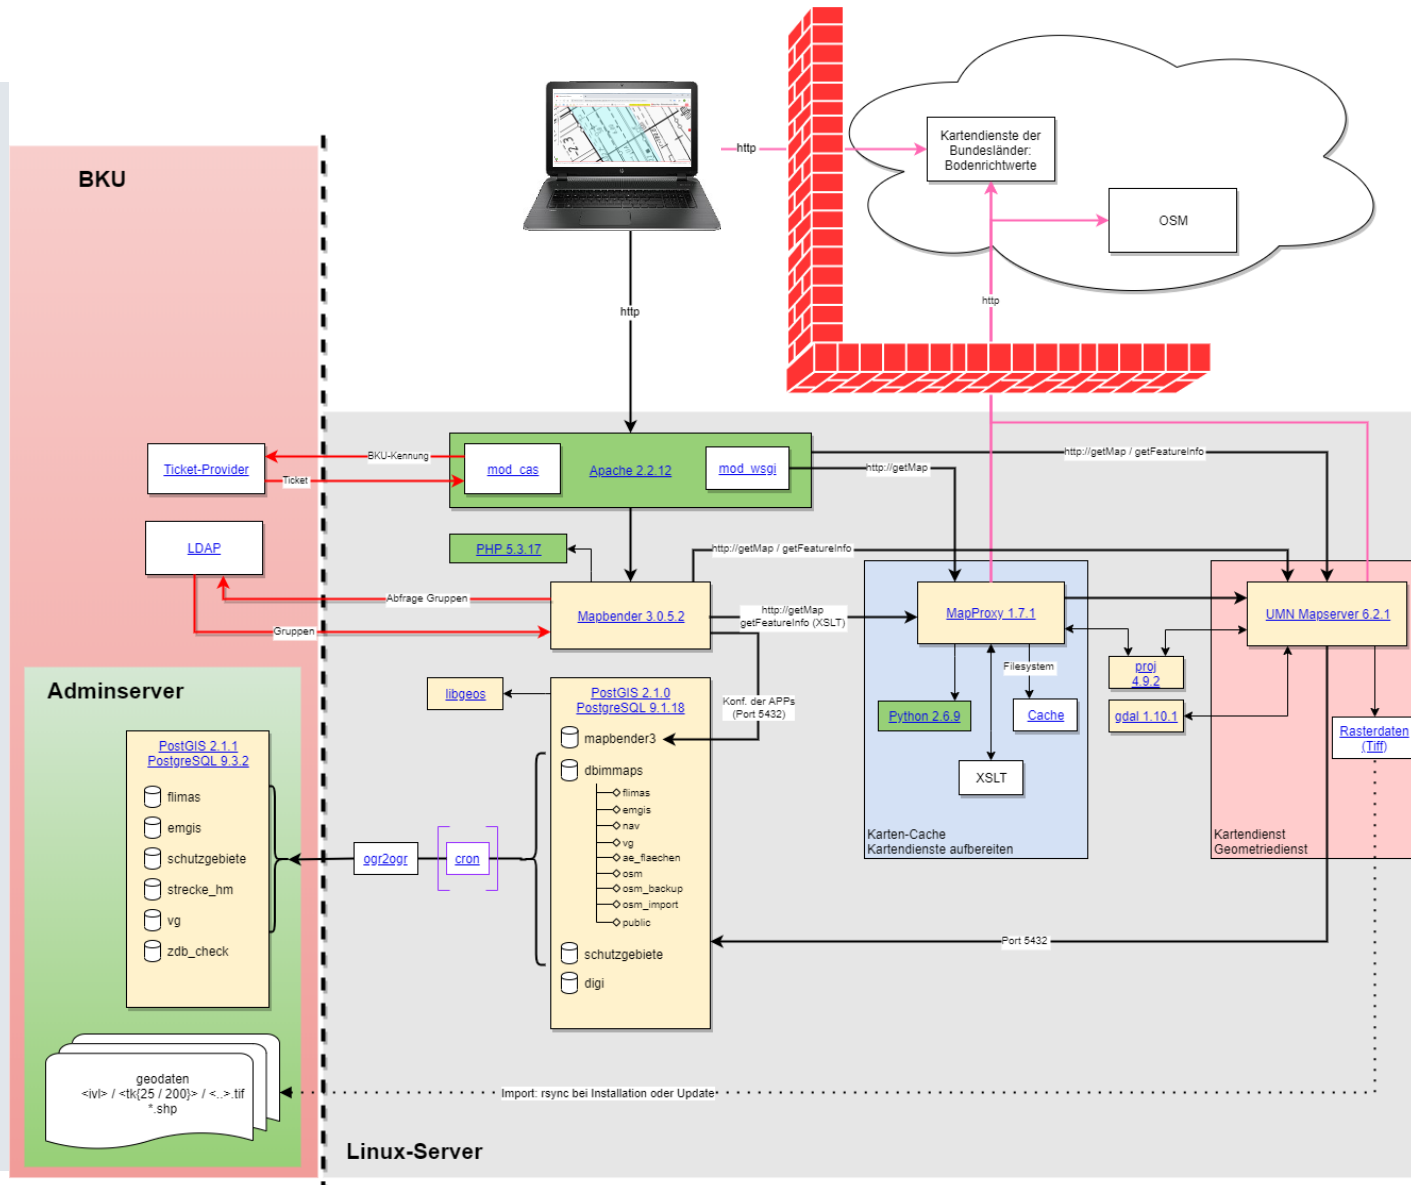 Kartendienste der
Bundesländer:
Bodenrichtwerte
OSM
http
http
http
BKU
Ticket-Provider
BKU-Kennung
Ticket
mod_cas
Apache 2.2.12
mod_wsgi
http://getMap
http://getMap / getFeatureInfo
LDAP
Abfrage Gruppen
Gruppen
PHP 5.3.17
Mapbender 3.0.5.2
http://getMap / getFeatureInfo
http://getMap
getFeatureInfo (XSLT)
MapProxy 1.7.1
UMN Mapserver 6.2.1
Filesystem
proj
4.9.2
gdal 1.10.1
Python 2.6.9
Cache
XSLT
Rasterdaten
(Tiff)
Karten-Cache
Kartendienste aufbereiten
Kartendienst
Geometriedienst
Konf. der APPs
(Port 5432)
libgeos
PostGIS 2.1.0
PostgreSQL 9.1.18
mapbender3
dbimmaps
flimas
emgis
nav
vg
ae_flaechen
osm
osm_backup
osm_import
public
schutzgebiete
digi
Port 5432
Adminserver
PostGIS 2.1.1
PostgreSQL 9.3.2
flimas
emgis
schutzgebiete
strecke_hm
vg
zdb_check
ogr2ogr
cron
geodaten
<ivl> / <tk{25 / 200}> / <..>.tif
*.shp
Import: rsync bei Installation oder Update
Linux-Server